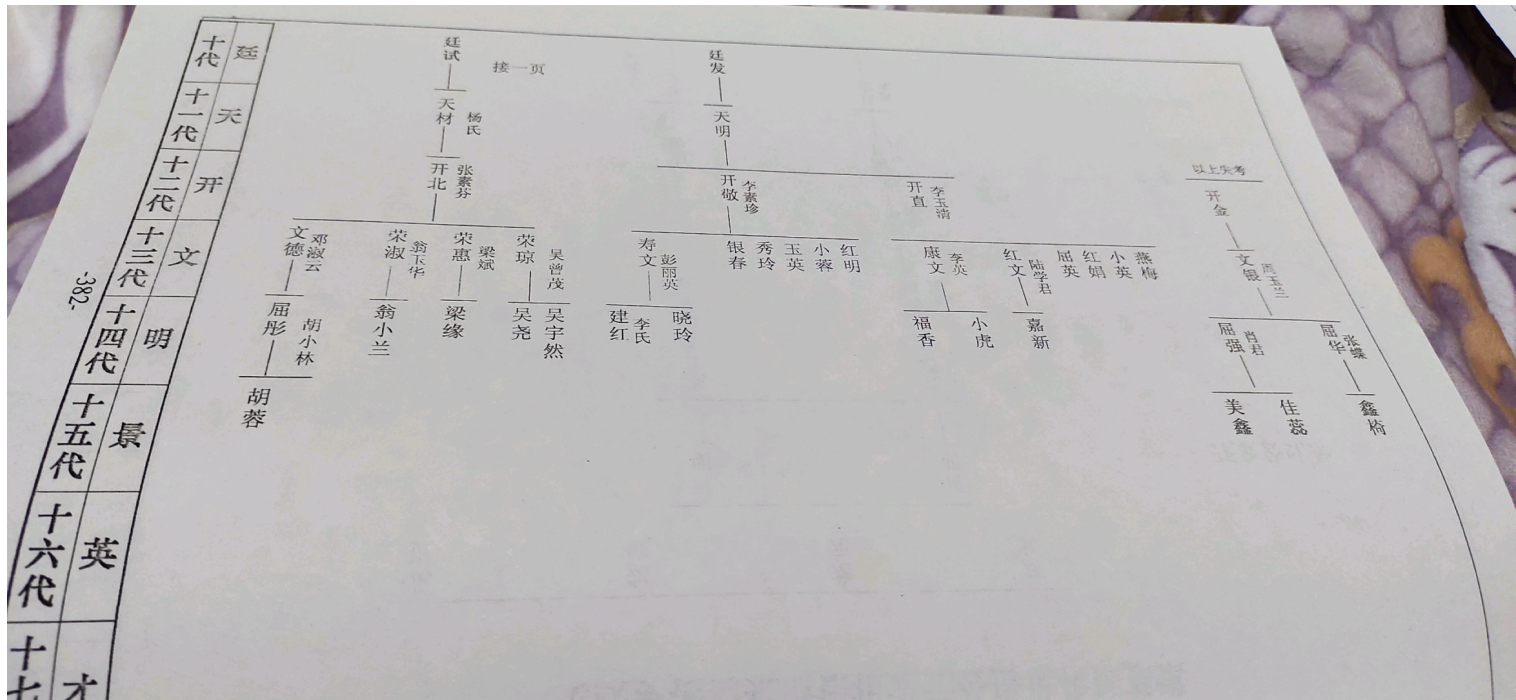 十代 廷
十一代 天
十二代 开
十三代 文
十四代 明
十五代 景
十六代 英
十七 才
-382-
廷试
接一页
天材
杨氏
开北
张素芬
文德
邓淑云
荣淑
翁玉华
荣惠
梁斌
荣琼
吴曾茂
屈彤
胡小林
翁小兰
梁缘
吴尧
吴宇然
胡蓉
廷发
天明
开敬
李素珍
开直
李玉清
寿文
彭丽英
银春
秀玲
玉英
小蓉
红明
康文
李英
红文
陆学君
屈英
红娟
小英
燕梅
建红
李氏
晓玲
福香
小虎
嘉新
以上失考
开金
文银
周玉兰
屈强
肖君
屈华
张蝶
美鑫
佳蕊
鑫椅